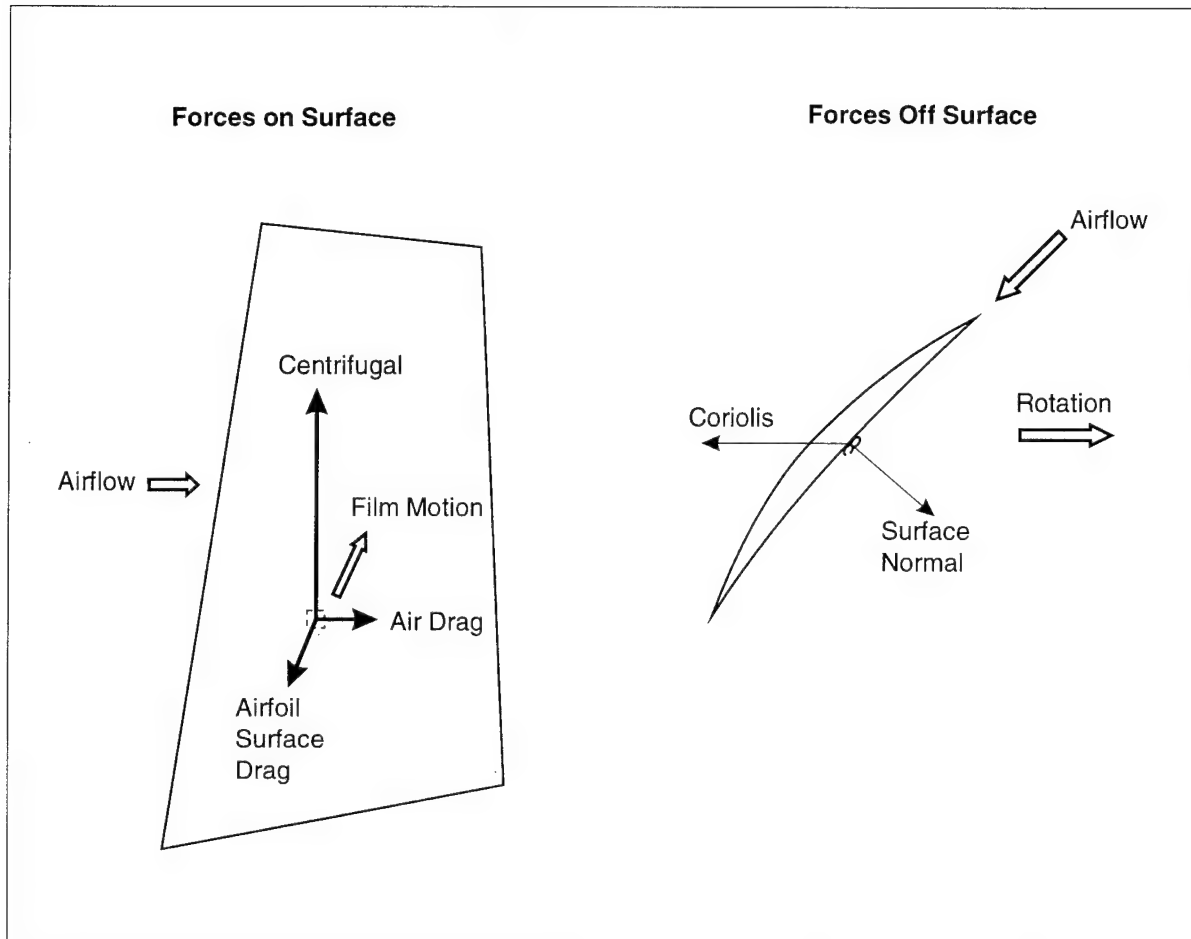 Forces on Surface
Centrifugal
Airflow
Film Motion
Air Drag
Airfoil
Surface
Drag
Forces Off Surface
Airflow
Coriolis
Rotation
Surface
Normal